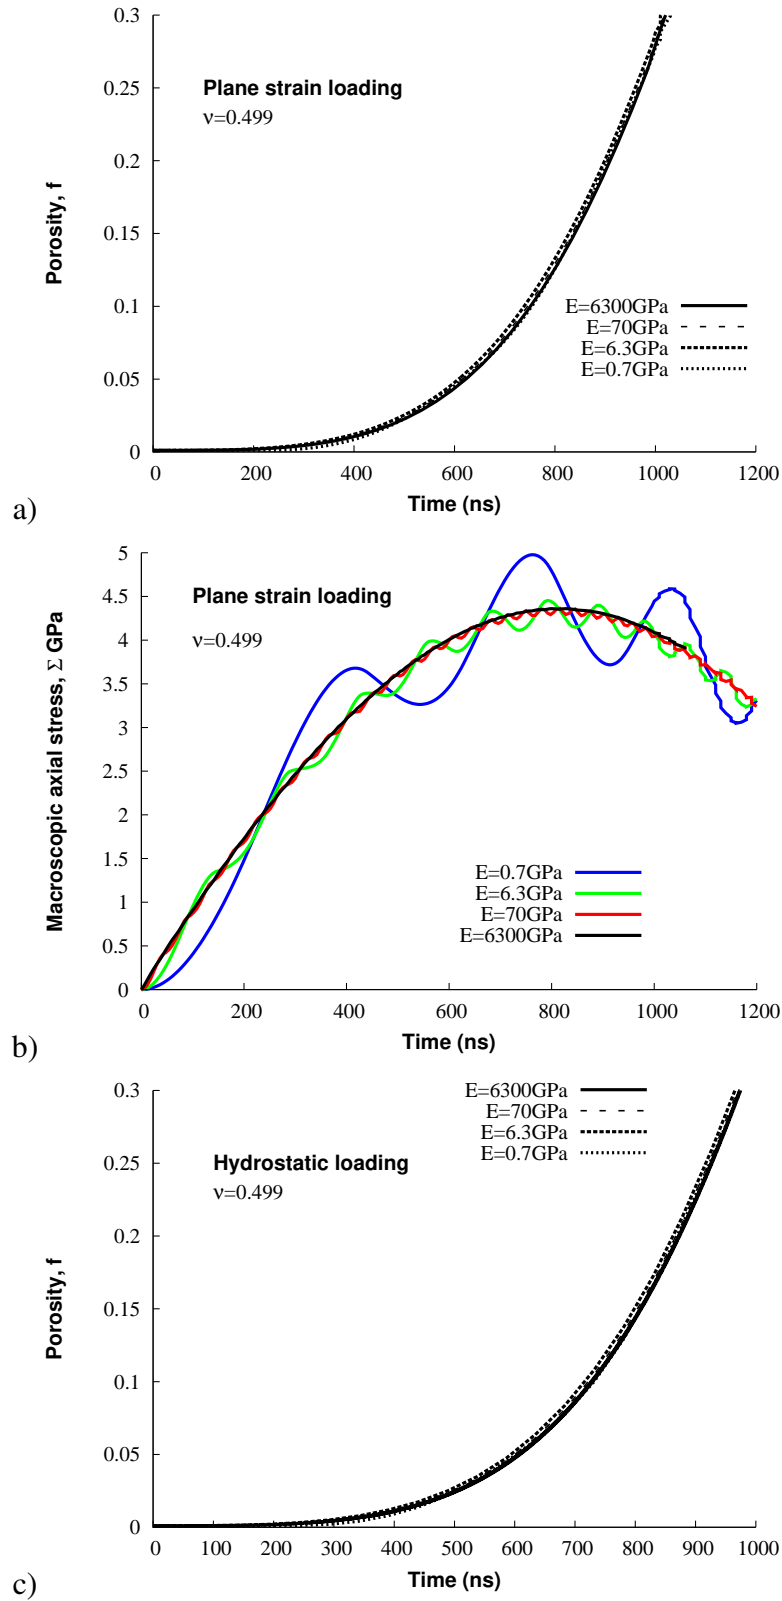 0.3
0.25
0.2
0.15
0.1
0.05
0
Porosity, f
Plane strain loading
ν=0.499
E=6300GPa
E=70GPa
E=6.3GPa
E=0.7GPa
0 200 400 600 800 1000 1200
Time (ns)
a)
5
4.5
4
3.5
3
2.5
2
1.5
1
0.5
0
Macroscopic axial stress, Σ GPa
Plane strain loading
ν=0.499
E=0.7GPa
E=6.3GPa
E=70GPa
E=6300GPa
0 200 400 600 800 1000 1200
Time (ns)
b)
0.3
0.25
0.2
0.15
0.1
0.05
0
Porosity, f
E=6300GPa
E=70GPa
E=6.3GPa
E=0.7GPa
Hydrostatic loading
ν=0.499
0 100 200 300 400 500 600 700 800 900 1000
Time (ns)
c)